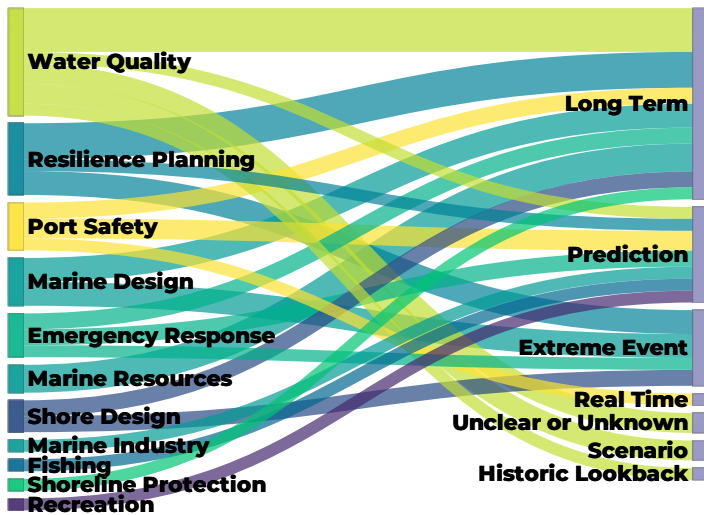 Water Quality
Resilience Planning
Port Safety
Marine Design
Emergency Response
Marine Resources
Shore Design
Marine Industry
Fishing
Shoreline Protection
Recreation
Long Term
Prediction
Extreme Event
Real Time
Unclear or Unknown
Scenario
Historic Lookback